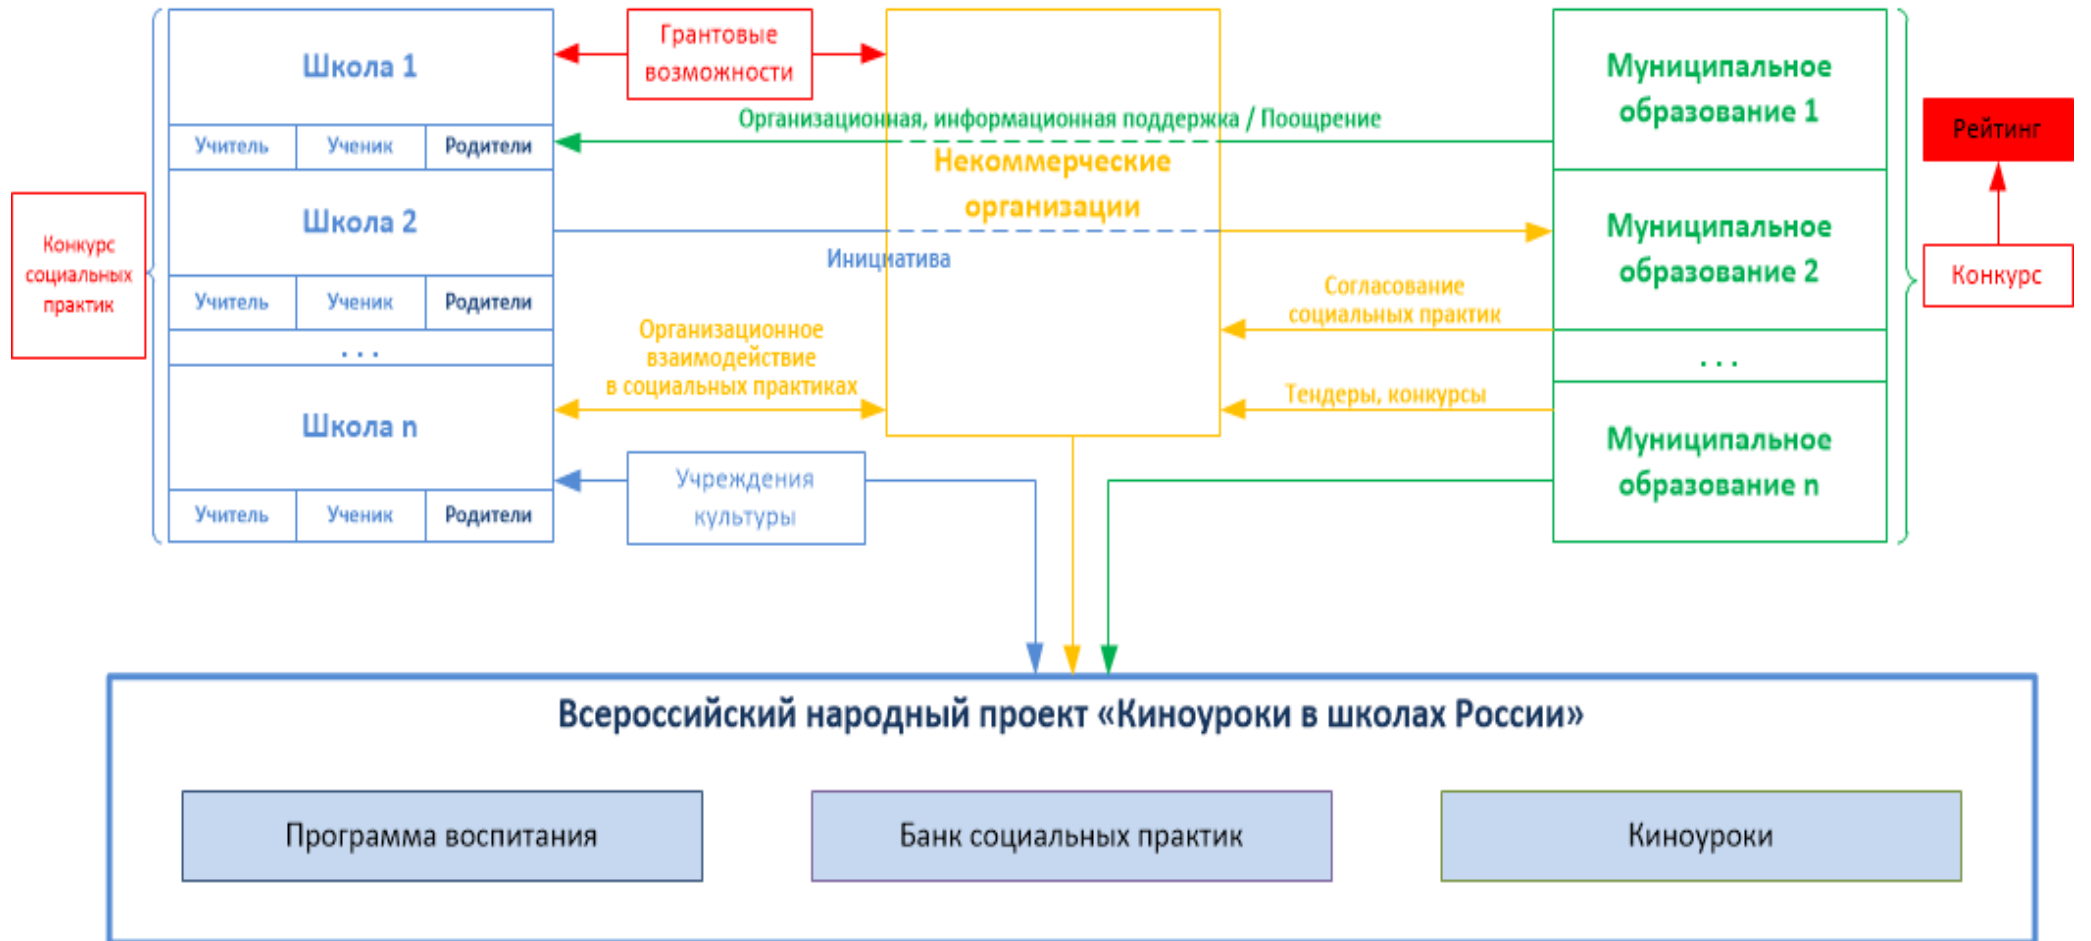 Школа 1
Учитель
Ученик
Родители
Школа 2
Учитель
Ученик
Родители
. . .
Школа n
Учитель
Ученик
Родители
Конкурс
социальных
практик
Грантовые
возможности
Организационная, информационная поддержка / Поощрение
Некоммерческие
организации
Инициатива
Организационное
взаимодействие
в социальных практиках
Согласование
социальных практик
Тендеры, конкурсы
Учреждения
культуры
Муниципальное
образование 1
Муниципальное
образование 2
. . .
Муниципальное
образование n
Рейтинг
Конкурс
Всероссийский народный проект «Киноуроки в школах России»
Программа воспитания
Банк социальных практик
Киноуроки